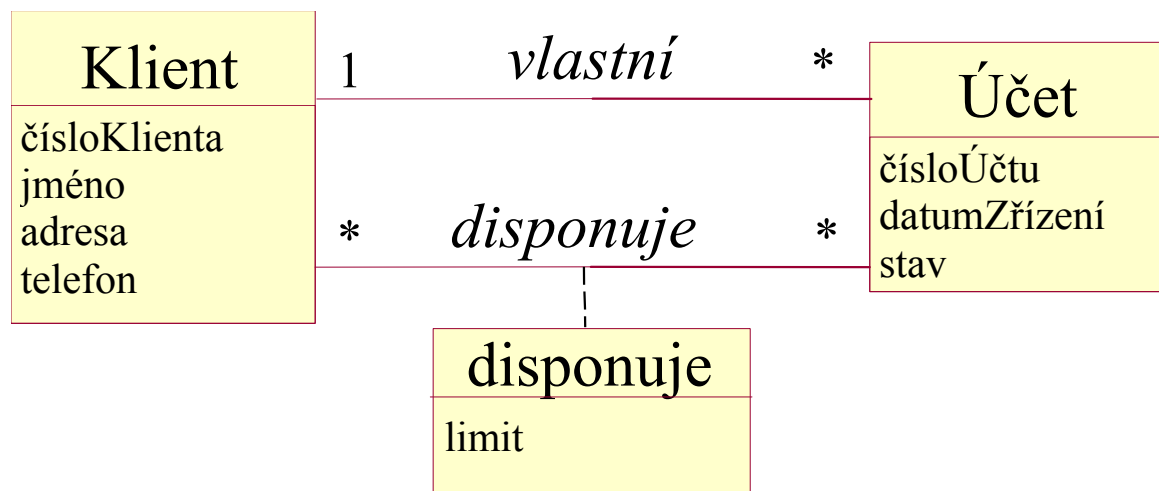 Klient
čísloKlienta
jméno
adresa
telefon
1 vlastní *
* disponuje *
Účet
čísloÚčtu
datumZřízení
stav
disponuje
limit